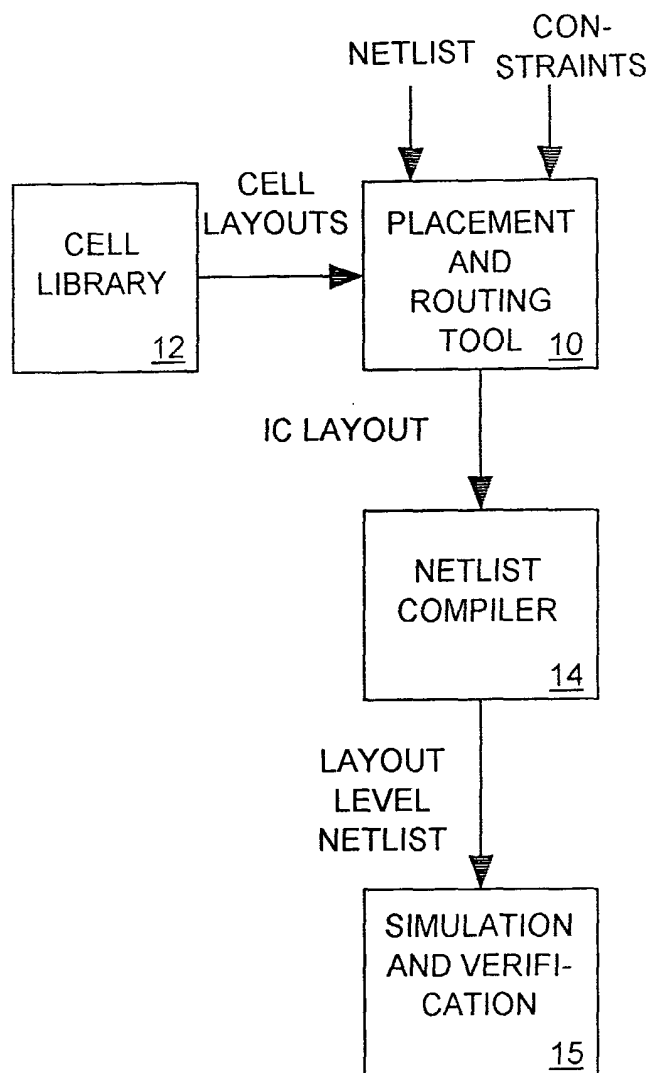 NETLIST
CON-
STRAINTS
CELL
LIBRARY
12
CELL
LAYOUTS
PLACEMENT
AND
ROUTING
TOOL
10
IC LAYOUT
NETLIST
COMPILER
14
LAYOUT
LEVEL
NETLIST
SIMULATION
AND VERIFI-
CATION
15